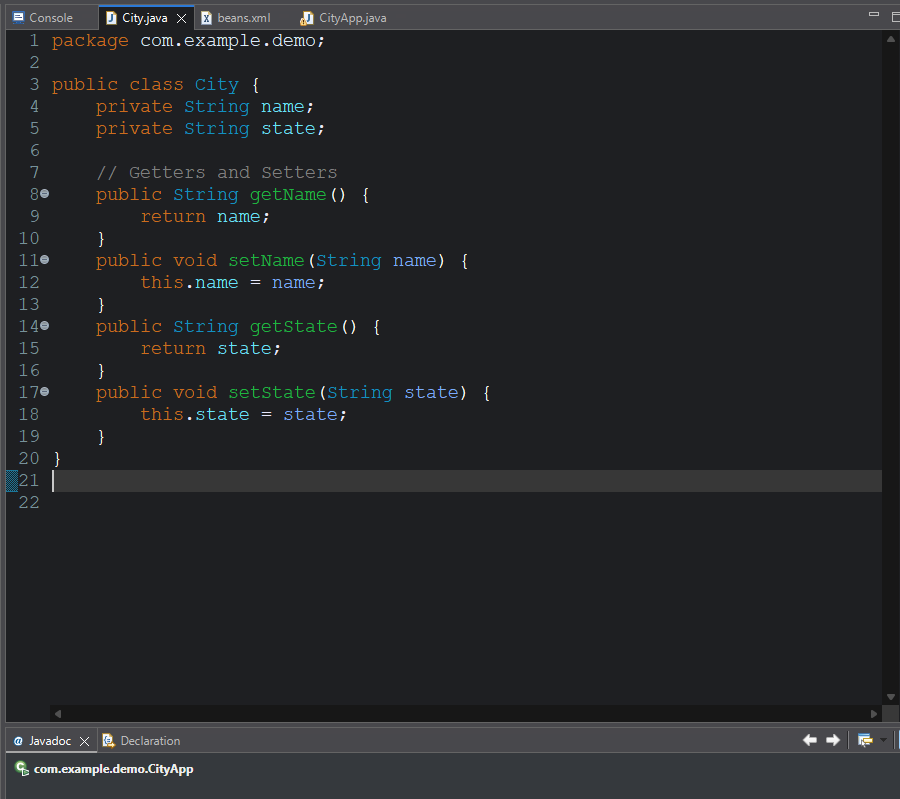 Console City.java beans.xml CityApp.java
1 package com.example.demo;
2
3 public class City {
4     private String name;
5     private String state;
6
7     // Getters and Setters
8     public String getName() {
9         return name;
10     }
11     public void setName(String name) {
12         this.name = name;
13     }
14     public String getState() {
15         return state;
16     }
17     public void setState(String state) {
18         this.state = state;
19     }
20 }
21
22
@ Javadoc Declaration
com.example.demo.CityApp